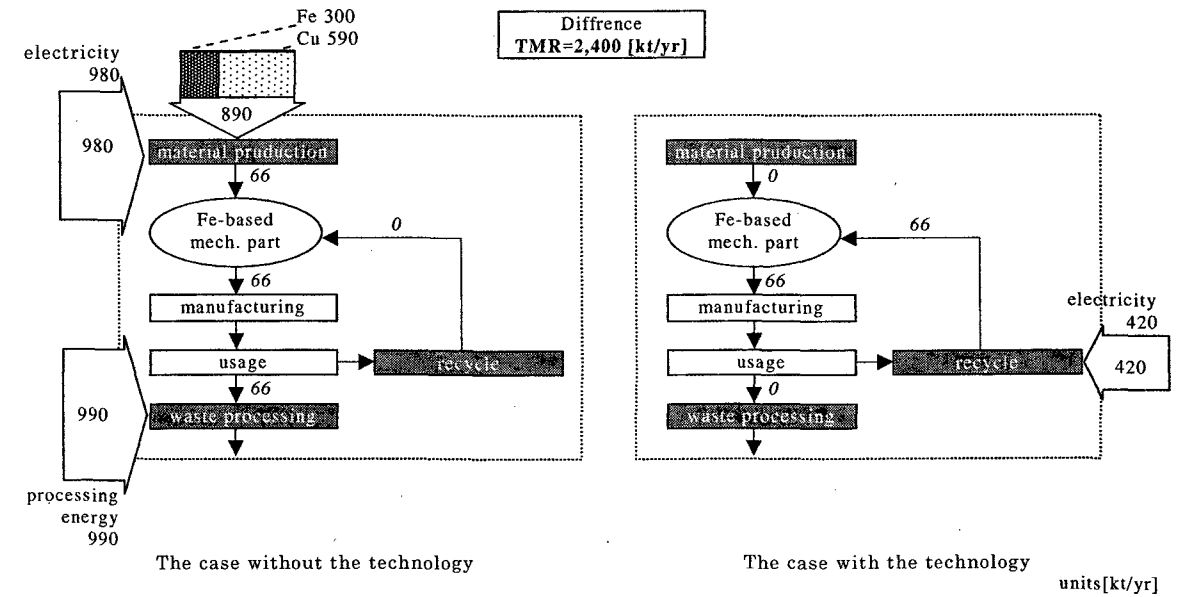 Fe 300
Cu 590
Diffrence
TMR=2,400 [kt/yr]
electricity
980
890
980
material pruduction
66
Fe-based
mech. part
0
66
manufacturing
usage
recycle
66
990
waste processing
processing
energy
990
The case without the technology
material pruduction
0
Fe-based
mech. part
66
66
manufacturing
electricity
420
usage
recycle
420
0
waste processing
The case with the technology
units[kt/yr]